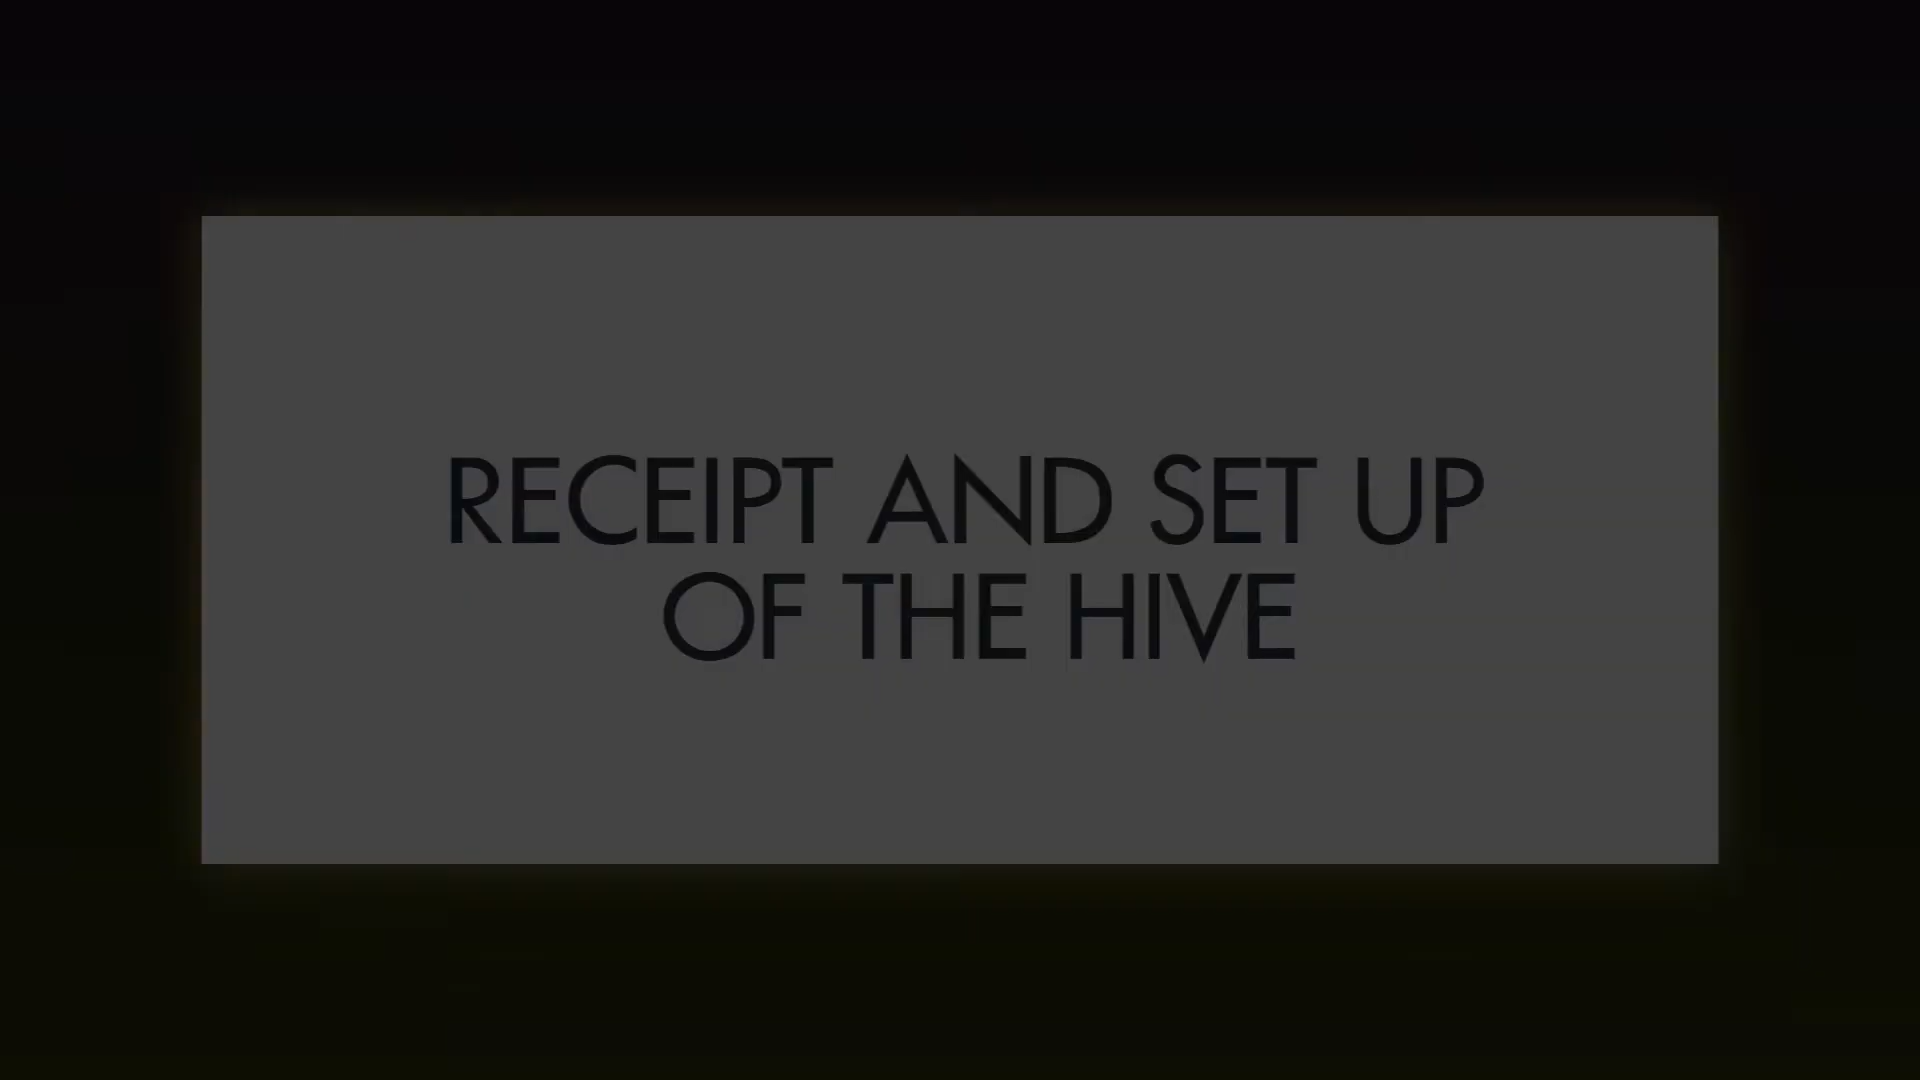 RECEIPT AND SET UP
OF THE HIVE